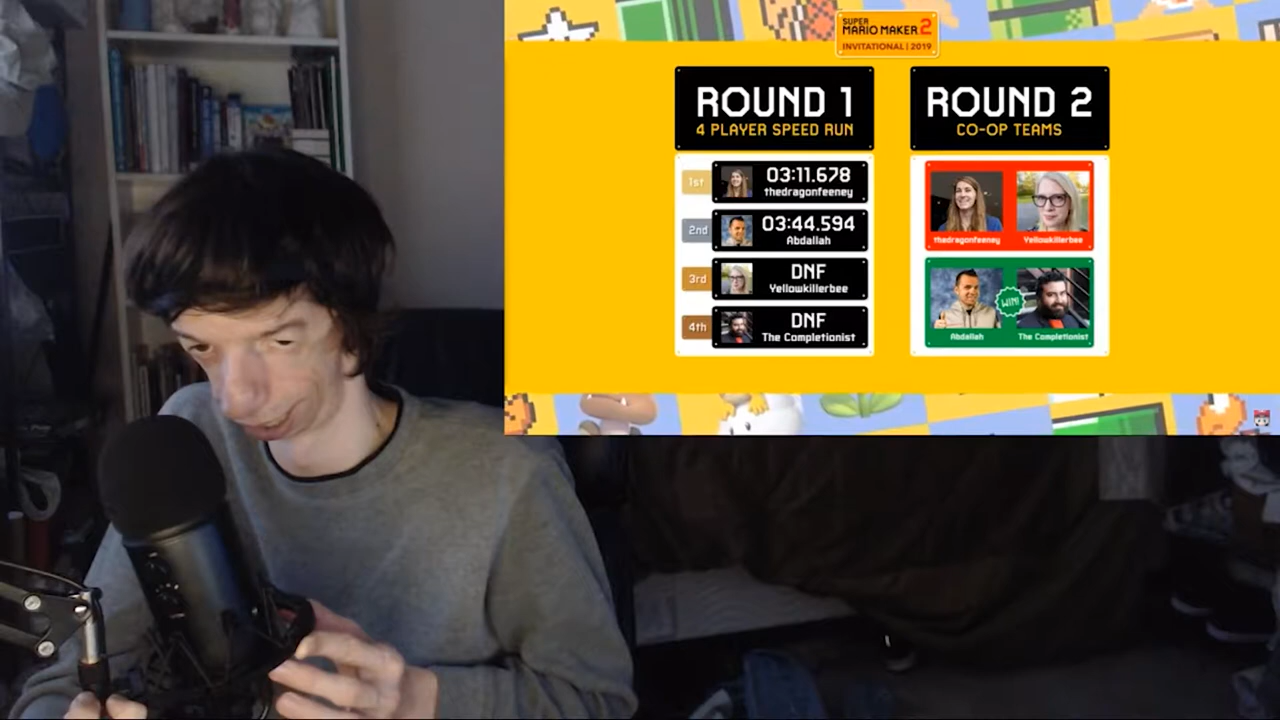 SUPER
MARIO MAKER 2
INVITATIONAL | 2019
ROUND 1
4 PLAYER SPEED RUN
1st
03:11.678
thedragonfeeney
2nd
03:44.594
Abdallah
3rd
DNF
Yellowkillerbee
4th
DNF
The Completionist
ROUND 2
CO-OP TEAMS
thedragonfeeney
Yellowkillerbee
WIN!
Abdallah
The Completionist